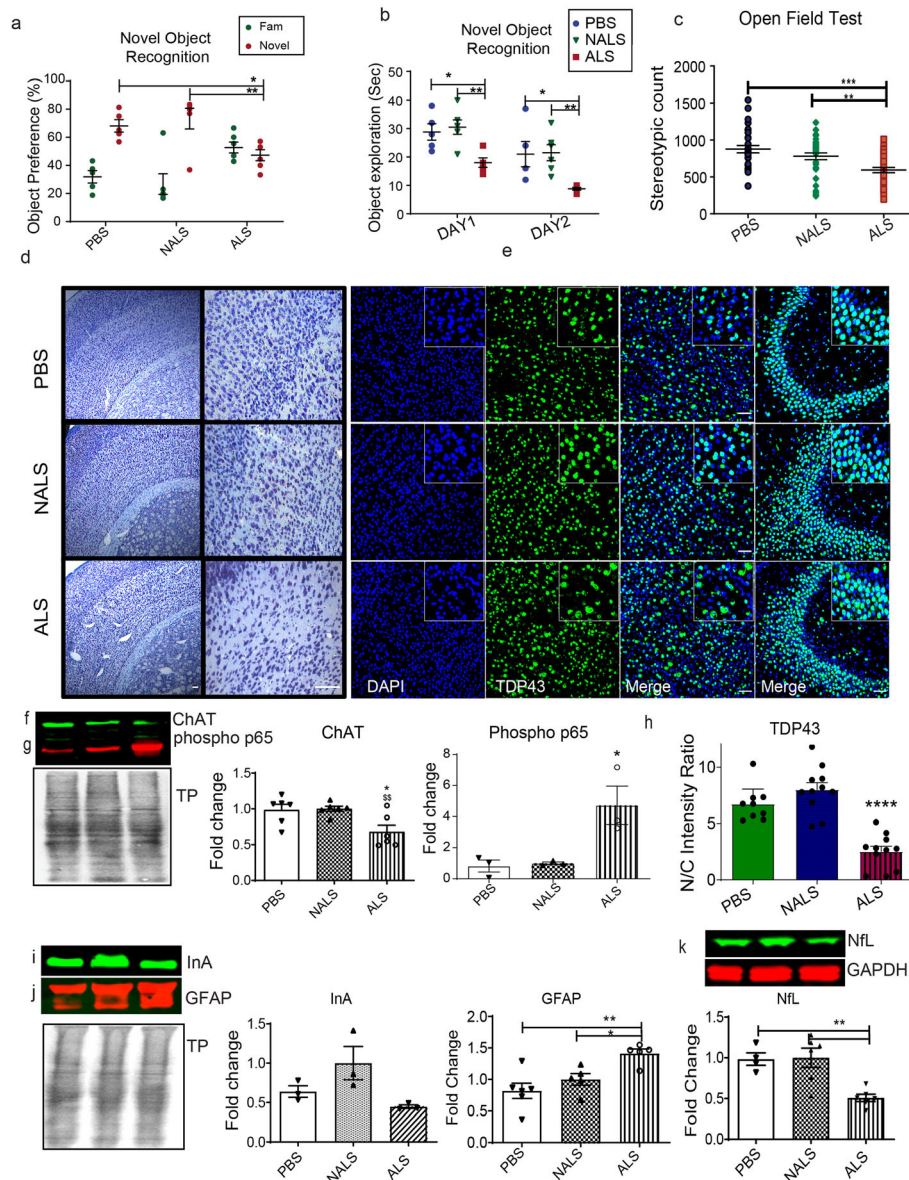 a
Novel Object
Recognition
Fam
Novel
Object Preference (%)
100
80
60
40
20
0
*
**
PBS
NALS
ALS
b
Novel Object
Recognition
PBS
NALS
ALS
Object exploration (Sec)
50
40
30
20
10
0
*
**
*
**
DAY1
DAY2
c
Open Field Test
Stereotypic count
2000
1500
1000
500
0
***
**
PBS
NALS
ALS
d
e
PBS
NALS
ALS
DAPI
TDP43
Merge
Merge
f
ChAT
g
phospho p65
TP
ChAT
Fold change
1.5
1.0
0.5
0.0
*
$$
PBS
NALS
ALS
Phospho p65
Fold change
8
6
4
2
0
*
PBS
NALS
ALS
h
TDP43
N/C Intensity Ratio
10
5
0
****
PBS
NALS
ALS
i
InA
j
GFAP
TP
InA
Fold change
1.5
1.0
0.5
0.0
PBS
NALS
ALS
GFAP
Fold Change
2.0
1.5
1.0
0.5
0.0
**
*
PBS
NALS
ALS
k
NfL
GAPDH
NfL
Fold Change
1.5
1.0
0.5
0.0
**
PBS
NALS
ALS